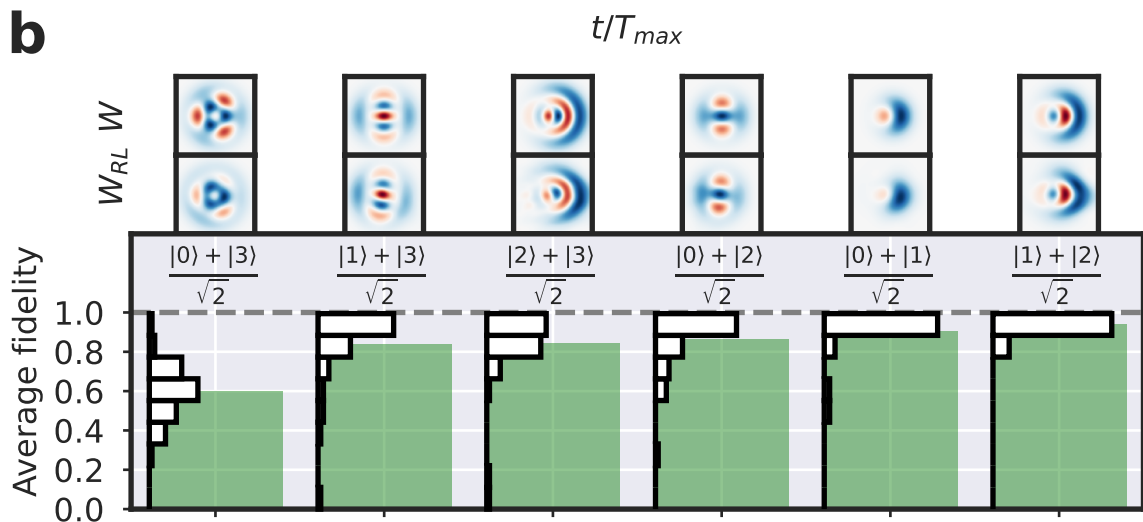 b
t/T_max
W
W_RL
|0⟩ + |3⟩
√2
|1⟩ + |3⟩
√2
|2⟩ + |3⟩
√2
|0⟩ + |2⟩
√2
|0⟩ + |1⟩
√2
|1⟩ + |2⟩
√2
Average fidelity
1.0
0.8
0.6
0.4
0.2
0.0